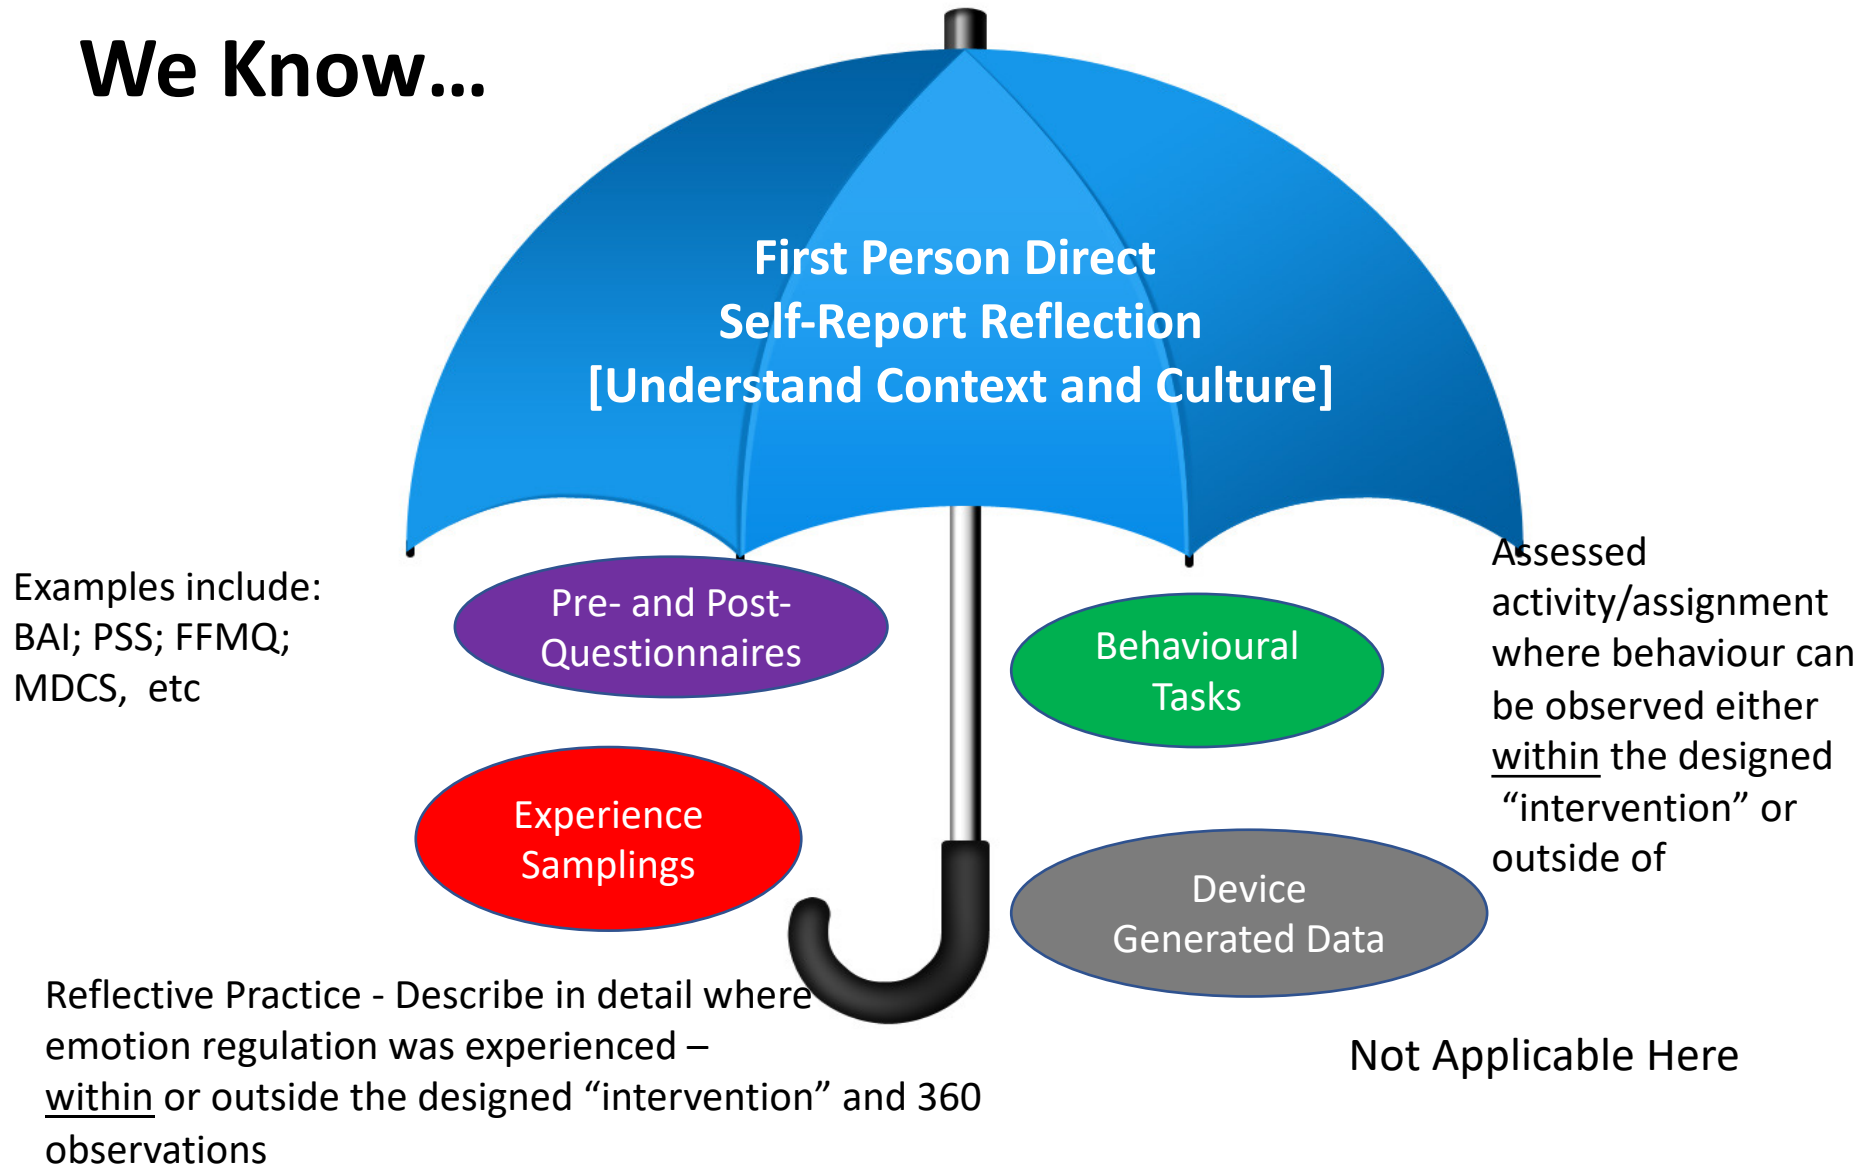 We Know...
First Person Direct
Self-Report Reflection
[Understand Context and Culture]
Examples include:
BAI; PSS; FFMQ;
MDCS,  etc
Pre- and Post-
Questionnaires
Behavioural
Tasks
Assessed
activity/assignment
where behaviour can
be observed either
within the designed
“intervention” or
outside of
Experience
Samplings
Device
Generated Data
Reflective Practice - Describe in detail where
emotion regulation was experienced –
within or outside the designed “intervention” and 360
observations
Not Applicable Here